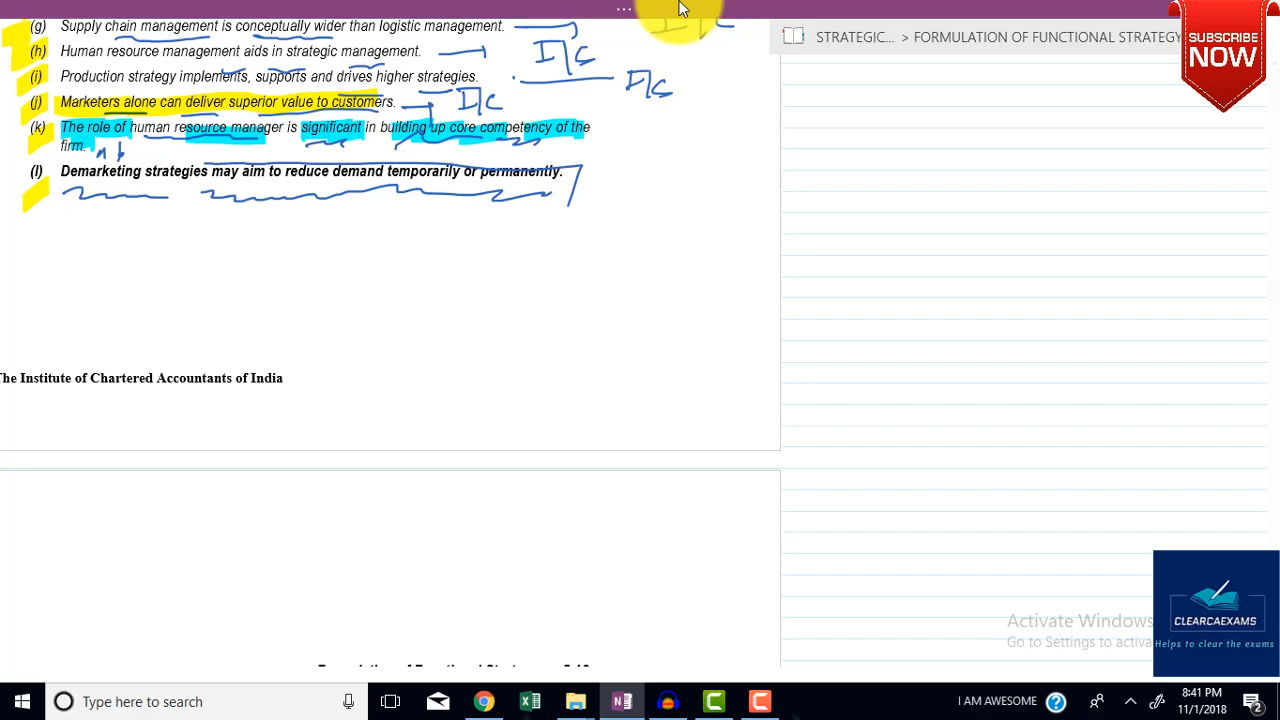 ...
(g) Supply chain management is conceptually wider than logistic management.
I/C
SUBSCRIBE
NOW
STRATEGIC... > FORMULATION OF FUNCTIONAL STRATEGY
(h) Human resource management aids in strategic management.
I/C
(i) Production strategy implements, supports and drives higher strategies.
I/C
(j) Marketers alone can deliver superior value to customers.
I/C
(k) The role of human resource manager is significant in building up core competency of the
firm.
(l) Demarketing strategies may aim to reduce demand temporarily or permanently.
The Institute of Chartered Accountants of India
CLEARCAEXAMS
Helps to clear the exams
Activate Windows
Go to Settings to activa
Type here to search
I AM AWESOME
8:41 PM
11/1/2018
2